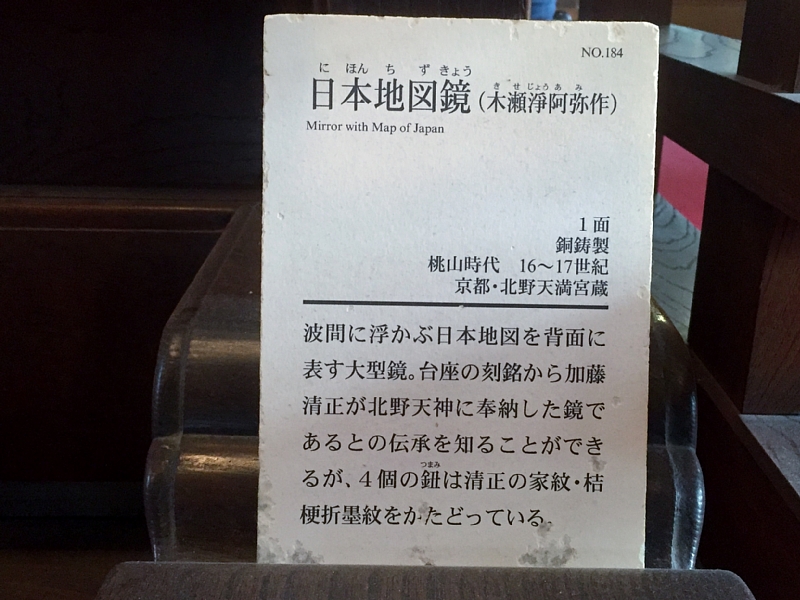 NO.184
に ほん ち ず きょう
日本地図鏡(木瀬淨阿弥作)
き せ じょう あ み
Mirror with Map of Japan
1面
銅鋳製
桃山時代 16〜17世紀
京都・北野天満宮蔵
波間に浮かぶ日本地図を背面に
表す大型鏡。台座の刻銘から加藤
清正が北野天神に奉納した鏡で
あるとの伝承を知ることができ
つまみ
るが、4個の鈕は清正の家紋・桔
梗折墨紋をかたどっている。